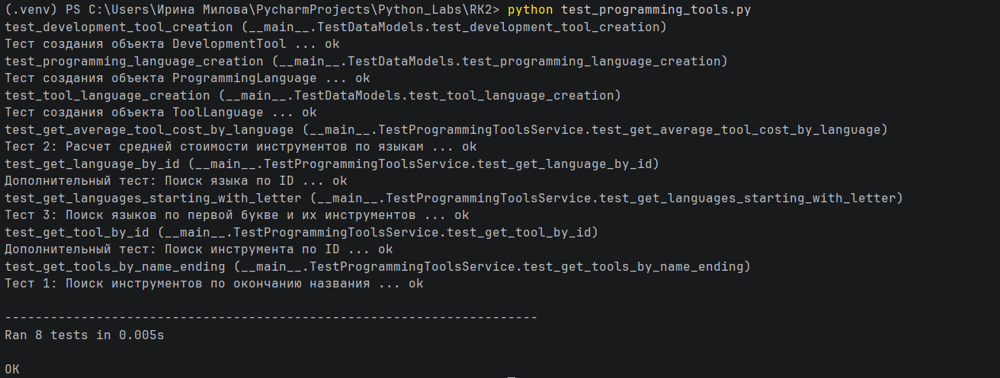 (.venv) PS C:\Users\Ирина Милова\PycharmProjects\Python_Labs\RK2> python test_programming_tools.py
test_development_tool_creation (__main__.TestDataModels.test_development_tool_creation)
Тест создания объекта DevelopmentTool ... ok
test_programming_language_creation (__main__.TestDataModels.test_programming_language_creation)
Тест создания объекта ProgrammingLanguage ... ok
test_tool_language_creation (__main__.TestDataModels.test_tool_language_creation)
Тест создания объекта ToolLanguage ... ok
test_get_average_tool_cost_by_language (__main__.TestProgrammingToolsService.test_get_average_tool_cost_by_language)
Тест 2: Расчет средней стоимости инструментов по языкам ... ok
test_get_language_by_id (__main__.TestProgrammingToolsService.test_get_language_by_id)
Дополнительный тест: Поиск языка по ID ... ok
test_get_languages_starting_with_letter (__main__.TestProgrammingToolsService.test_get_languages_starting_with_letter)
Тест 3: Поиск языков по первой букве и их инструментов ... ok
test_get_tool_by_id (__main__.TestProgrammingToolsService.test_get_tool_by_id)
Дополнительный тест: Поиск инструмента по ID ... ok
test_get_tools_by_name_ending (__main__.TestProgrammingToolsService.test_get_tools_by_name_ending)
Тест 1: Поиск инструментов по окончанию названия ... ok
----------------------------------------------------------------------
Ran 8 tests in 0.005s
OK